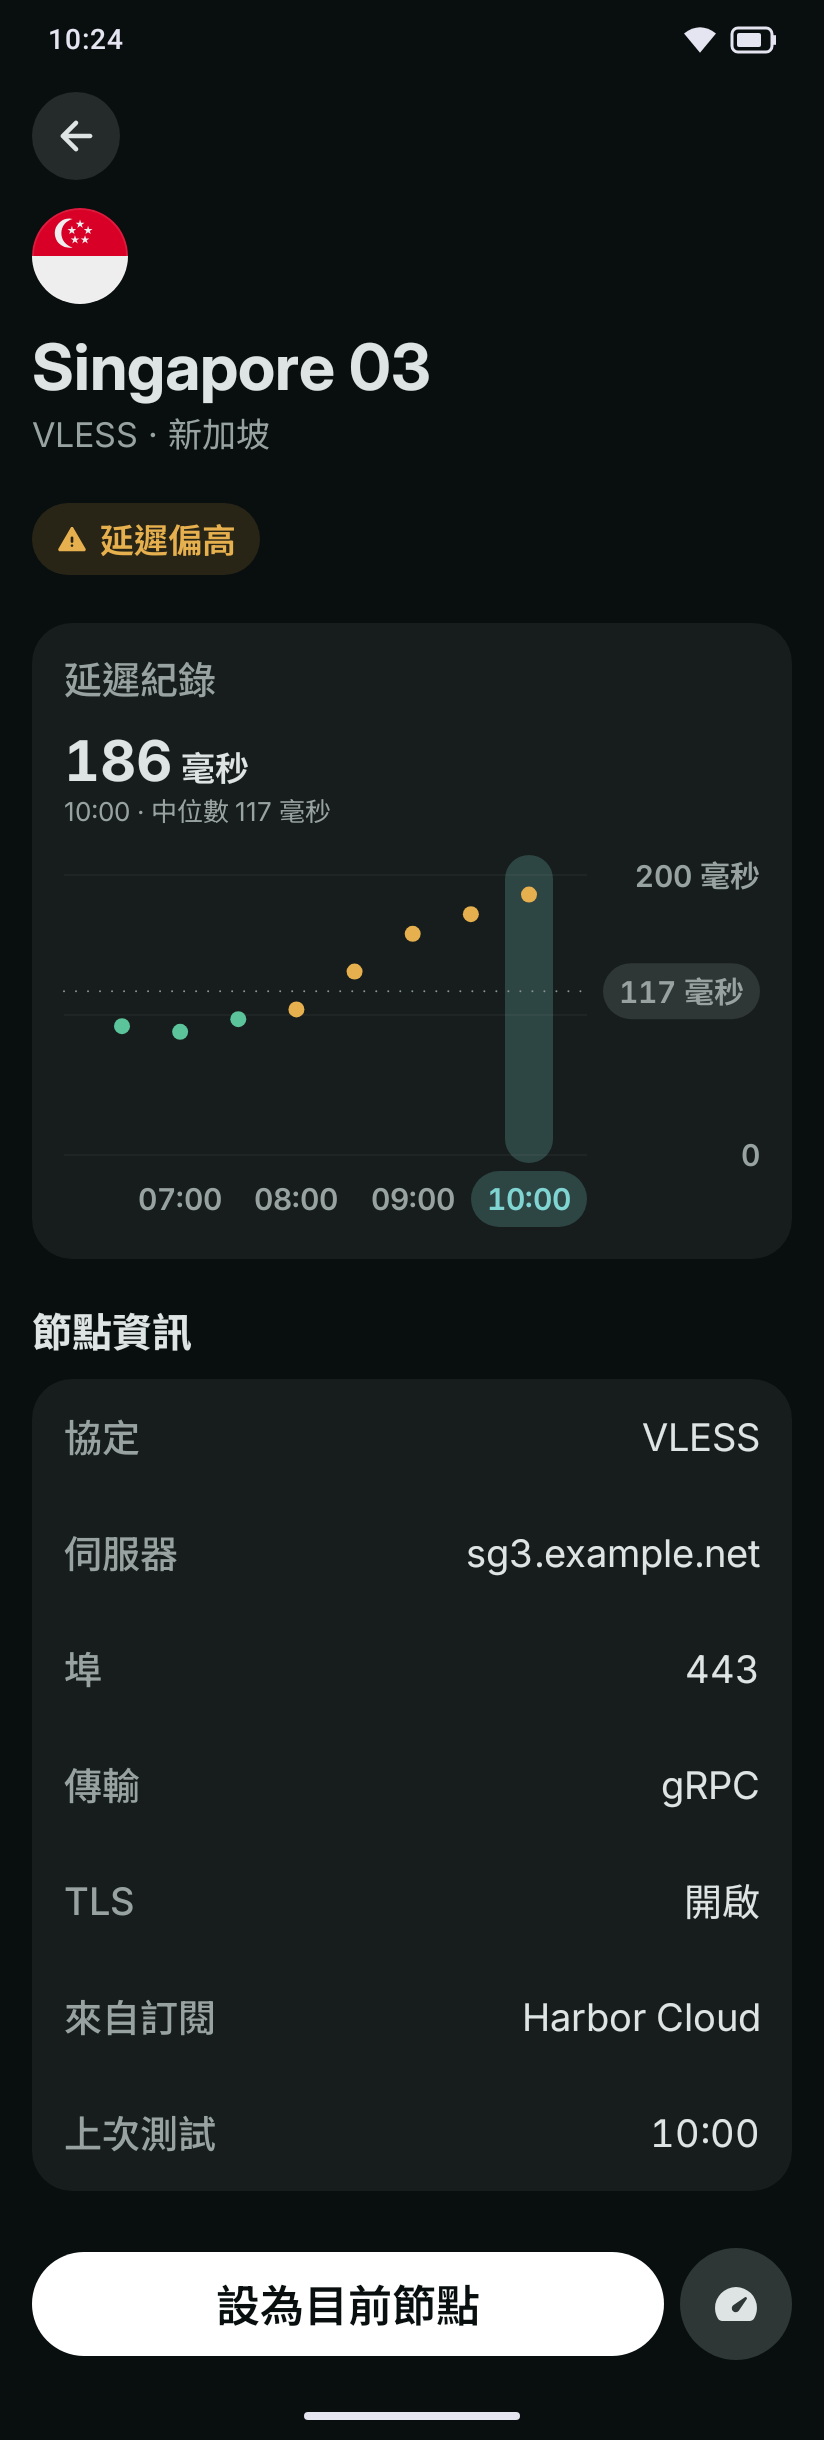 10:24
Singapore 03
VLESS · 新加坡
延遲偏高
延遲紀錄
186 毫秒
10:00 · 中位數 117 毫秒
200 毫秒
117 毫秒
0
07:00 08:00 09:00 10:00
節點資訊
協定 VLESS
伺服器 sg3.example.net
埠 443
傳輸 gRPC
TLS 開啟
來自訂閱 Harbor Cloud
上次測試 10:00
設為目前節點